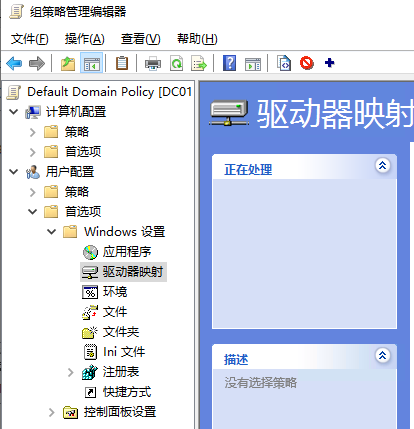 组策略管理编辑器
文件(F) 操作(A) 查看(V) 帮助(H)
Default Domain Policy [DC01
计算机配置
策略
首选项
用户配置
策略
首选项
Windows 设置
应用程序
驱动器映射
环境
文件
文件夹
Ini 文件
注册表
快捷方式
控制面板设置
驱动器映射
正在处理
描述
没有选择策略